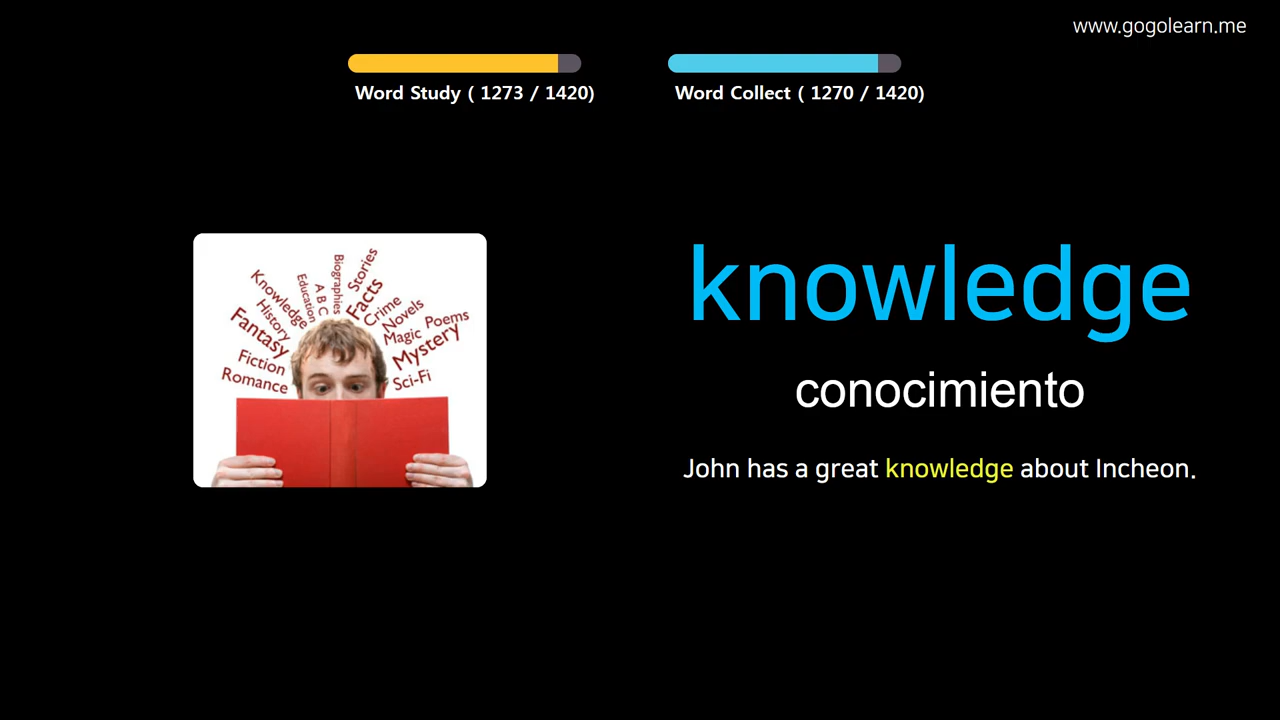 www.gogolearn.me
Word Study ( 1273 / 1420)
Word Collect ( 1270 / 1420)
Knowledge
History
Fantasy
Fiction
Romance
Education
A B C
Biographies
Stories
Facts
Crime
Novels
Magic
Poems
Mystery
Sci-Fi
knowledge
conocimiento
John has a great knowledge about Incheon.